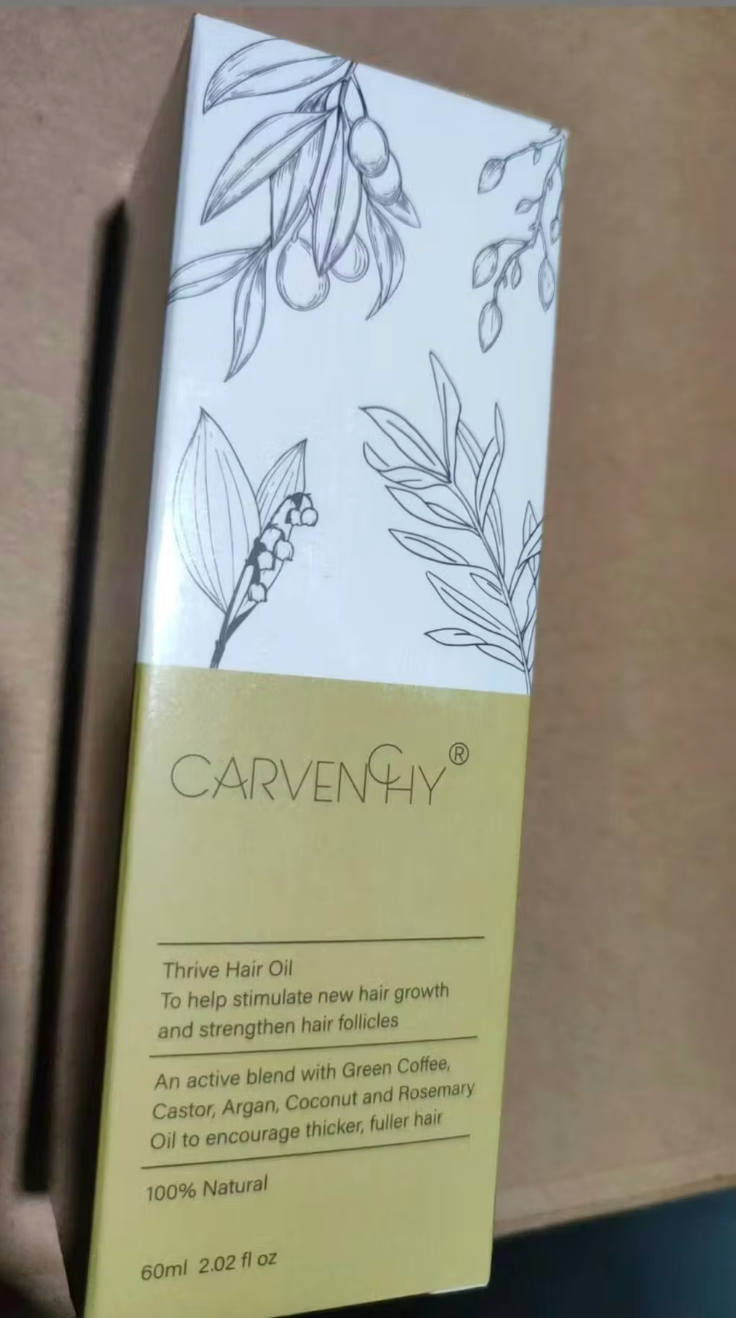 CARVENCHY®
Thrive Hair Oil
To help stimulate new hair growth
and strengthen hair follicles
An active blend with Green Coffee,
Castor, Argan, Coconut and Rosemary
Oil to encourage thicker, fuller hair
100% Natural
60ml 2.02 fl oz